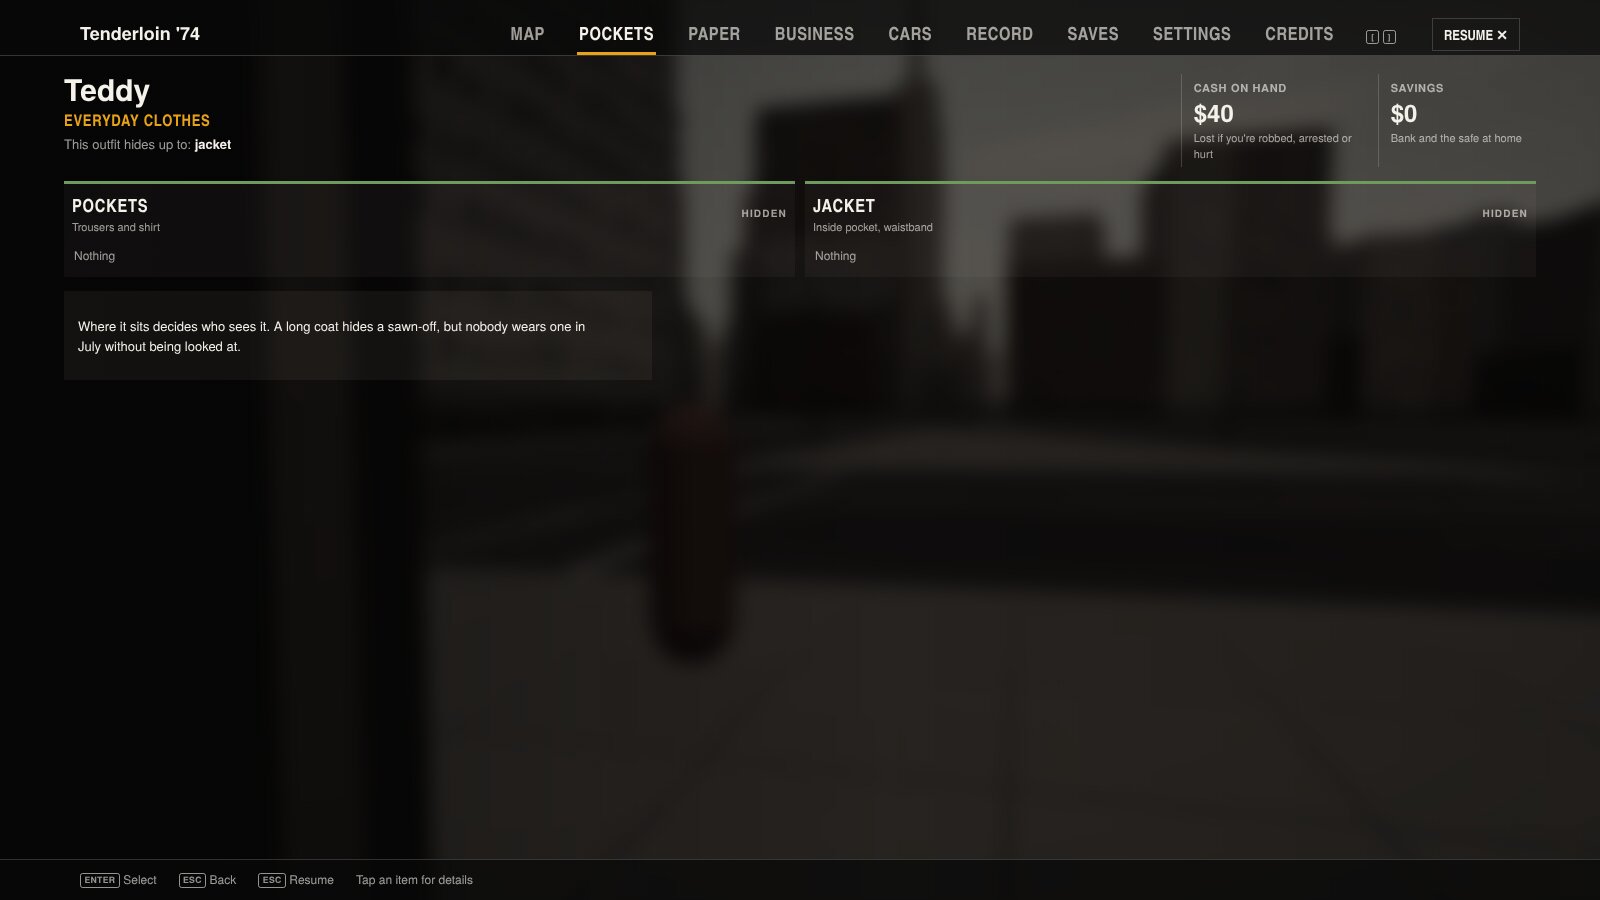 Tenderloin '74
MAP POCKETS PAPER BUSINESS CARS RECORD SAVES SETTINGS CREDITS [ ] RESUME ✕
Teddy
EVERYDAY CLOTHES
This outfit hides up to: jacket
CASH ON HAND
$40
Lost if you're robbed, arrested or
hurt
SAVINGS
$0
Bank and the safe at home
POCKETS
Trousers and shirt
HIDDEN
Nothing
JACKET
Inside pocket, waistband
HIDDEN
Nothing
Where it sits decides who sees it. A long coat hides a sawn-off, but nobody wears one in
July without being looked at.
ENTER Select ESC Back ESC Resume Tap an item for details